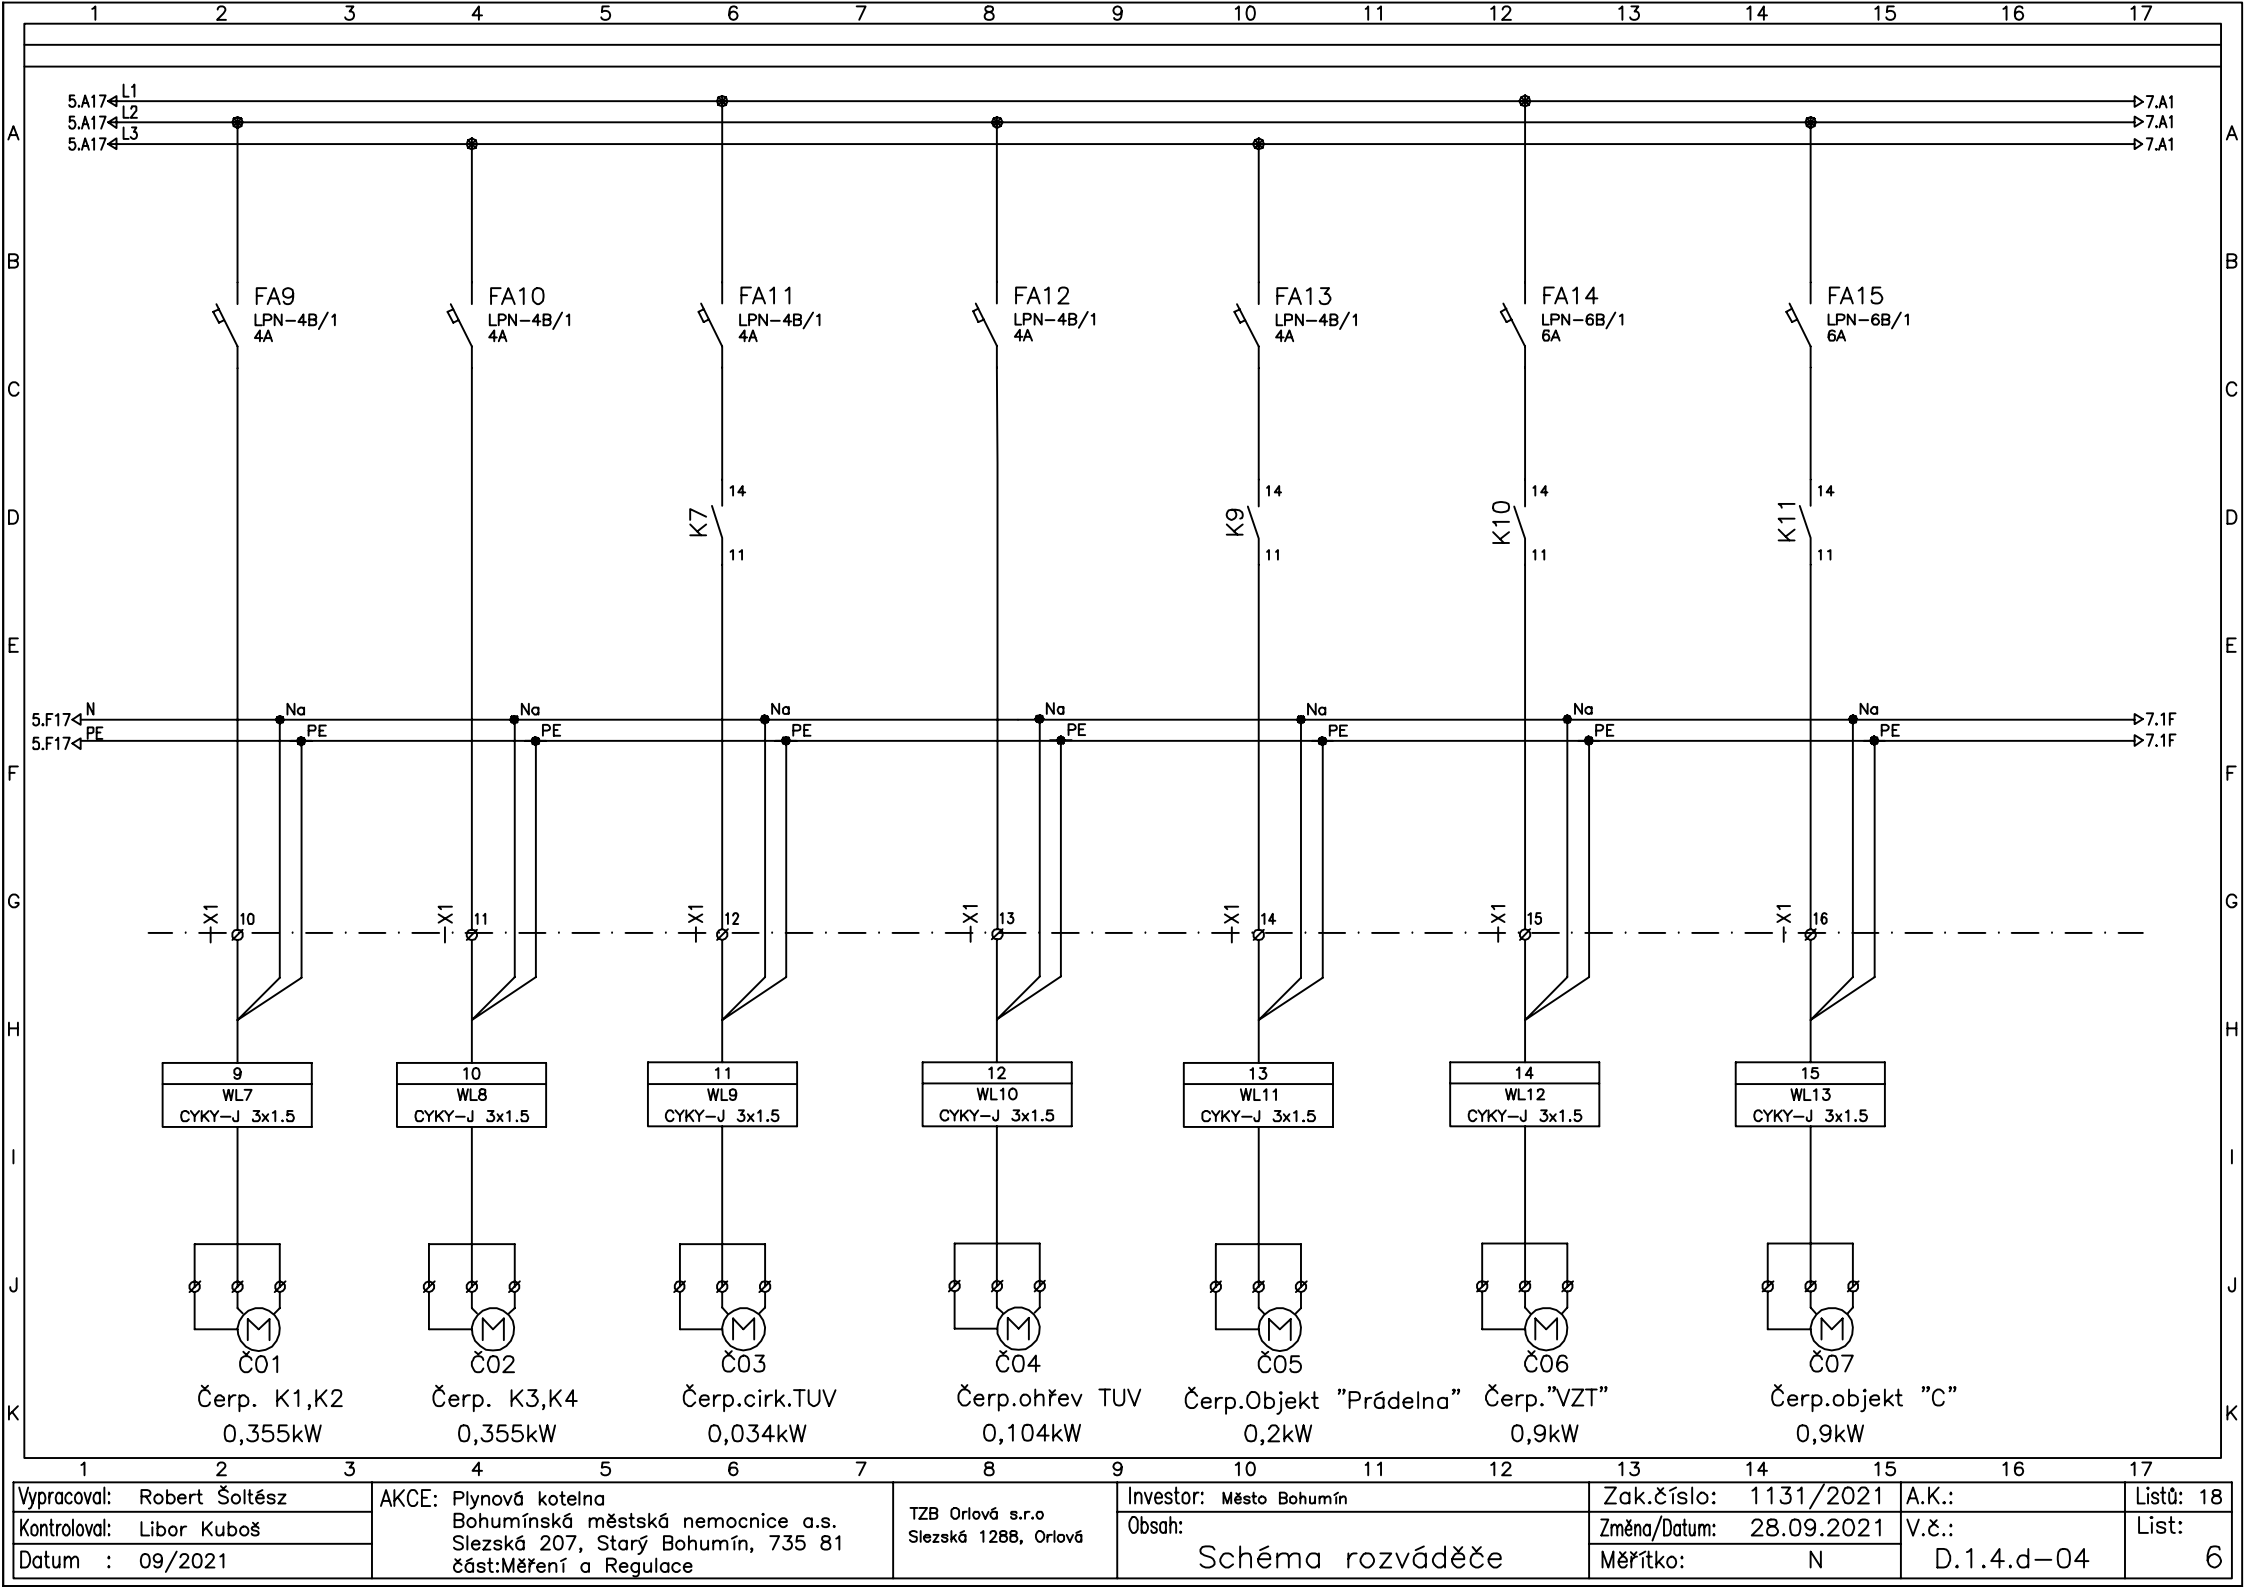 1 2 3 4 5 6 7 8 9 10 11 12 13 14 15 16 17
5.A17 L1 7.A1
5.A17 L2 7.A1
5.A17 L3 7.A1
A A
B B
FA9 FA10 FA11 FA12 FA13 FA14 FA15
LPN-4B/1 LPN-4B/1 LPN-4B/1 LPN-4B/1 LPN-4B/1 LPN-6B/1 LPN-6B/1
4A 4A 4A 4A 4A 6A 6A
C C
14 14 14 14
D K7 K9 K10 K11 D
11 11 11 11
E E
5.F17 N Na Na Na Na Na Na Na 7.1F
5.F17 PE PE PE PE PE PE PE PE 7.1F
F F
G G
X1 10 X1 11 X1 12 X1 13 X1 14 X1 15 X1 16
H H
9 10 11 12 13 14 15
WL7 WL8 WL9 WL10 WL11 WL12 WL13
CYKY-J 3x1.5 CYKY-J 3x1.5 CYKY-J 3x1.5 CYKY-J 3x1.5 CYKY-J 3x1.5 CYKY-J 3x1.5 CYKY-J 3x1.5
I I
J J
M M M M M M M
Č01 Č02 Č03 Č04 Č05 Č06 Č07
Čerp. K1,K2 Čerp. K3,K4 Čerp.cirk.TUV Čerp.ohřev TUV Čerp.Objekt "Prádelna" Čerp."VZT" Čerp.objekt "C"
K K
0,355kW 0,355kW 0,034kW 0,104kW 0,2kW 0,9kW 0,9kW
1 2 3 4 5 6 7 8 9 10 11 12 13 14 15 16 17
Vypracoval: Robert Šoltész
Kontroloval: Libor Kuboš
Datum : 09/2021
AKCE: Plynová kotelna
Bohumínská městská nemocnice a.s.
Slezská 207, Starý Bohumín, 735 81
část:Měření a Regulace
TZB Orlová s.r.o
Slezská 1288, Orlová
Investor: Město Bohumín
Obsah:
Schéma rozváděče
Zak.číslo: 1131/2021
Změna/Datum: 28.09.2021
Měřítko: N
A.K.:
V.č.:
D.1.4.d-04
Listů: 18
List:
6